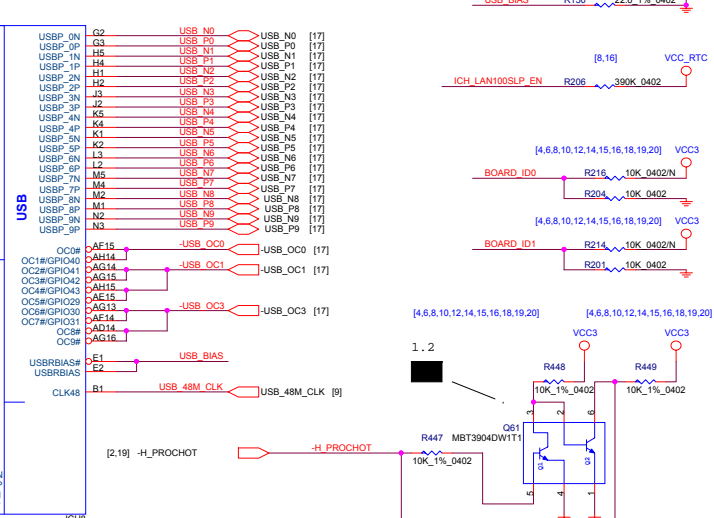 USB_BIAS R130 22.6_1%_0402
USBP_0N G2 USB_N0 USB_N0 [17]
USBP_0P G3 USB_P0 USB_P0 [17]
USBP_1N H5 USB_N1 USB_N1 [17]
USBP_1P H4 USB_P1 USB_P1 [17]
USBP_2N H1 USB_N2 USB_N2 [17]
USBP_2P H2 USB_P2 USB_P2 [17]
USBP_3N J3 USB_N3 USB_N3 [17]
USBP_3P J2 USB_P3 USB_P3 [17]
USBP_4N K5 USB_N4 USB_N4 [17]
USBP_4P K4 USB_P4 USB_P4 [17]
USBP_5N K1 USB_N5 USB_N5 [17]
USBP_5P K2 USB_P5 USB_P5 [17]
USBP_6N L3 USB_N6 USB_N6 [17]
USBP_6P L2 USB_P6 USB_P6 [17]
USBP_7N M5 USB_N7 USB_N7 [17]
USBP_7P M4 USB_P7 USB_P7 [17]
USBP_8N M2 USB_N8 USB_N8 [17]
USBP_8P M1 USB_P8 USB_P8 [17]
USBP_9N N2 USB_N9 USB_N9 [17]
USBP_9P N3 USB_P9 USB_P9 [17]
USB
OC0# AF15 -USB_OC0 -USB_OC0 [17]
OC1#/GPIO40 AH14
OC2#/GPIO41 AG14 -USB_OC1 -USB_OC1 [17]
OC3#/GPIO42 AG15
OC4#/GPIO43 AH15
OC5#/GPIO29 AE15
OC6#/GPIO30 AG13 -USB_OC3 -USB_OC3 [17]
OC7#/GPIO31 AF14
OC8# AD14
OC9# AG16
USBRBIAS# E1 USB_BIAS
USBRBIAS E2
CLK48 B1 USB_48M_CLK USB_48M_CLK [9]
[8,16] VCC_RTC
ICH_LAN100SLP_EN R206 390K_0402
[4,6,8,10,12,14,15,16,18,19,20] VCC3
BOARD_ID0 R216 10K_0402/N
R204 10K_0402
[4,6,8,10,12,14,15,16,18,19,20] VCC3
BOARD_ID1 R214 10K_0402/N
R201 10K_0402
[4,6,8,10,12,14,15,16,18,19,20] [4,6,8,10,12,14,15,16,18,19,20]
VCC3 VCC3
1.2
R448 R449
10K_1%_0402 10K_1%_0402
3 2 6
Q61
MBT3904DW1T1
Q1 Q2
5 4 1
[2,19] -H_PROCHOT -H_PROCHOT R447
10K_1%_0402